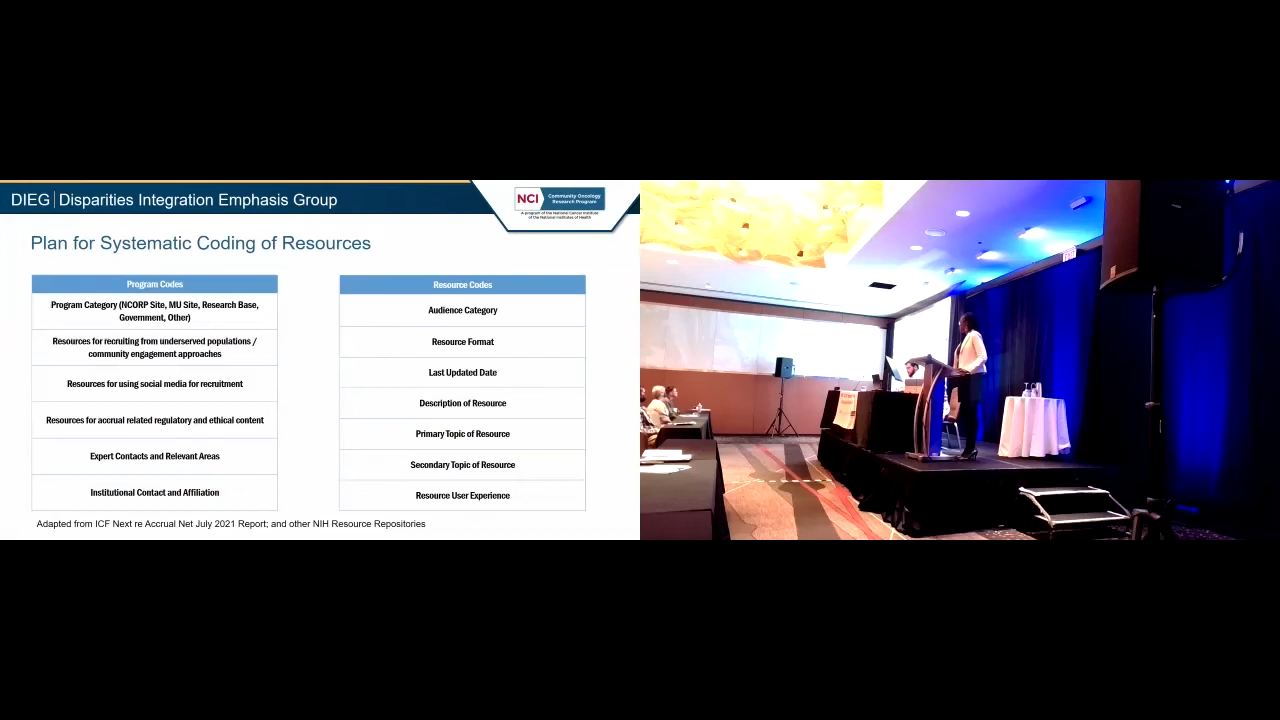 DIEG Disparities Integration Emphasis Group
NCI Community Oncology
Research Program
A program of the National Cancer Institute
of the National Institutes of Health
Plan for Systematic Coding of Resources
Program Codes
Program Category (NCORP Site, MU Site, Research Base,
Government, Other)
Resources for recruiting from underserved populations /
community engagement approaches
Resources for using social media for recruitment
Resources for accrual related regulatory and ethical content
Expert Contacts and Relevant Areas
Institutional Contact and Affiliation
Resource Codes
Audience Category
Resource Format
Last Updated Date
Description of Resource
Primary Topic of Resource
Secondary Topic of Resource
Resource User Experience
Adapted from ICF Next re Accrual Net July 2021 Report; and other NIH Resource Repositories
EXIT